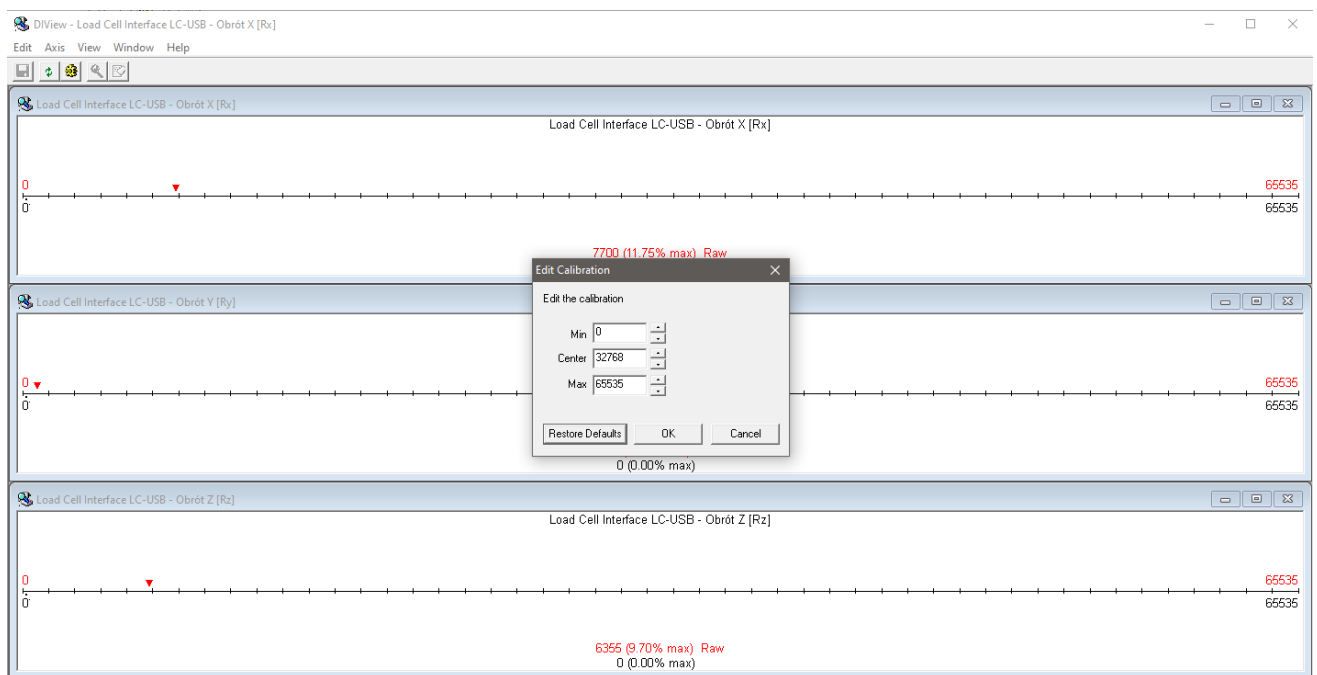 DIView - Load Cell Interface LC-USB - Obrót X [Rx]
Edit Axis View Window Help
Load Cell Interface LC-USB - Obrót X [Rx]
Load Cell Interface LC-USB - Obrót X [Rx]
0 65535
0 65535
7700 (11.75% max) Raw
Edit Calibration
Edit the calibration
Min 0
Center 32768
Max 65535
Restore Defaults OK Cancel
Load Cell Interface LC-USB - Obrót Y [Ry]
0 65535
0 65535
0 (0.00% max)
Load Cell Interface LC-USB - Obrót Z [Rz]
Load Cell Interface LC-USB - Obrót Z [Rz]
0 65535
0 65535
6355 (9.70% max) Raw
0 (0.00% max)